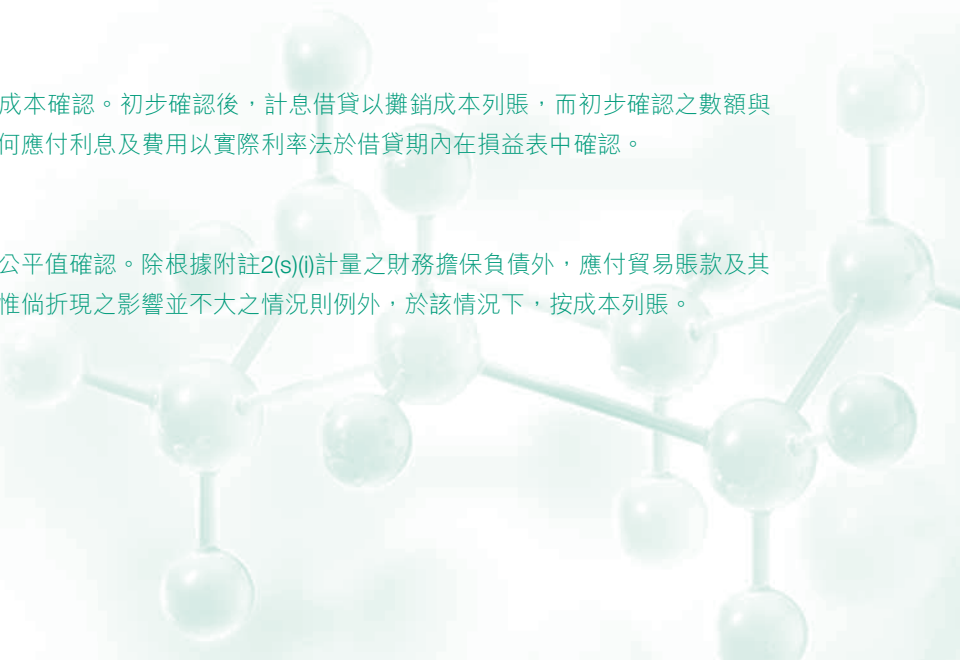 成本確認。初步確認後，計息借貸以攤銷成本列賬，而初步確認之數額與
何應付利息及費用以實際利率法於借貸期內在損益表中確認。
公平值確認。除根據附註2(s)(i)計量之財務擔保負債外，應付貿易賬款及其
惟倘折現之影響並不大之情況則例外，於該情況下，按成本列賬。